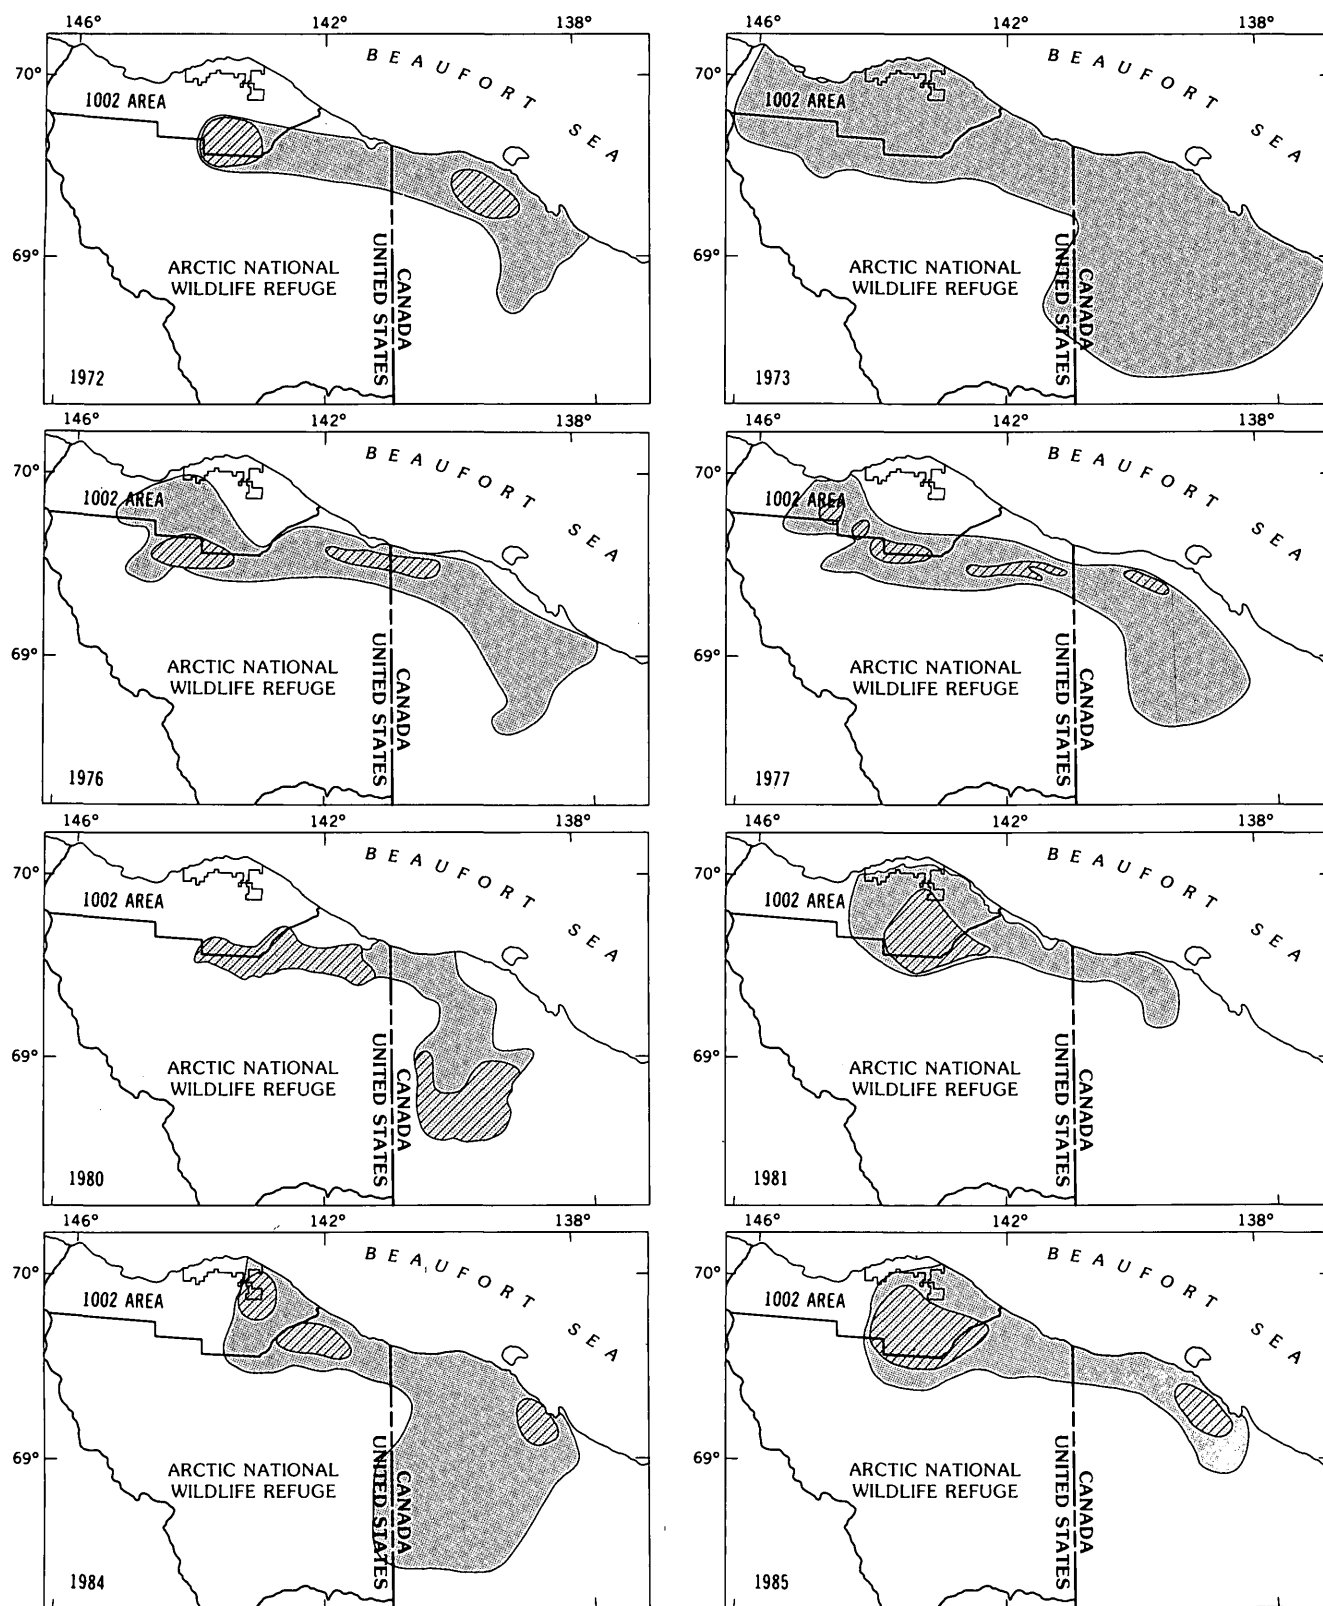 146° 142° 138°
BEAUFORT SEA
70°
1002 AREA
69°
ARCTIC NATIONAL
WILDLIFE REFUGE
UNITED STATES
CANADA
1972
146° 142° 138°
BEAUFORT SEA
70°
1002 AREA
69°
ARCTIC NATIONAL
WILDLIFE REFUGE
UNITED STATES
CANADA
1973
146° 142° 138°
BEAUFORT SEA
70°
1002 AREA
69°
ARCTIC NATIONAL
WILDLIFE REFUGE
UNITED STATES
CANADA
1976
146° 142° 138°
BEAUFORT SEA
70°
1002 AREA
69°
ARCTIC NATIONAL
WILDLIFE REFUGE
UNITED STATES
CANADA
1977
146° 142° 138°
BEAUFORT SEA
70°
1002 AREA
69°
ARCTIC NATIONAL
WILDLIFE REFUGE
UNITED STATES
CANADA
1980
146° 142° 138°
BEAUFORT SEA
70°
1002 AREA
69°
ARCTIC NATIONAL
WILDLIFE REFUGE
UNITED STATES
CANADA
1981
146° 142° 138°
BEAUFORT SEA
70°
1002 AREA
69°
ARCTIC NATIONAL
WILDLIFE REFUGE
UNITED STATES
CANADA
1984
146° 142° 138°
BEAUFORT SEA
70°
1002 AREA
69°
ARCTIC NATIONAL
WILDLIFE REFUGE
UNITED STATES
CANADA
1985